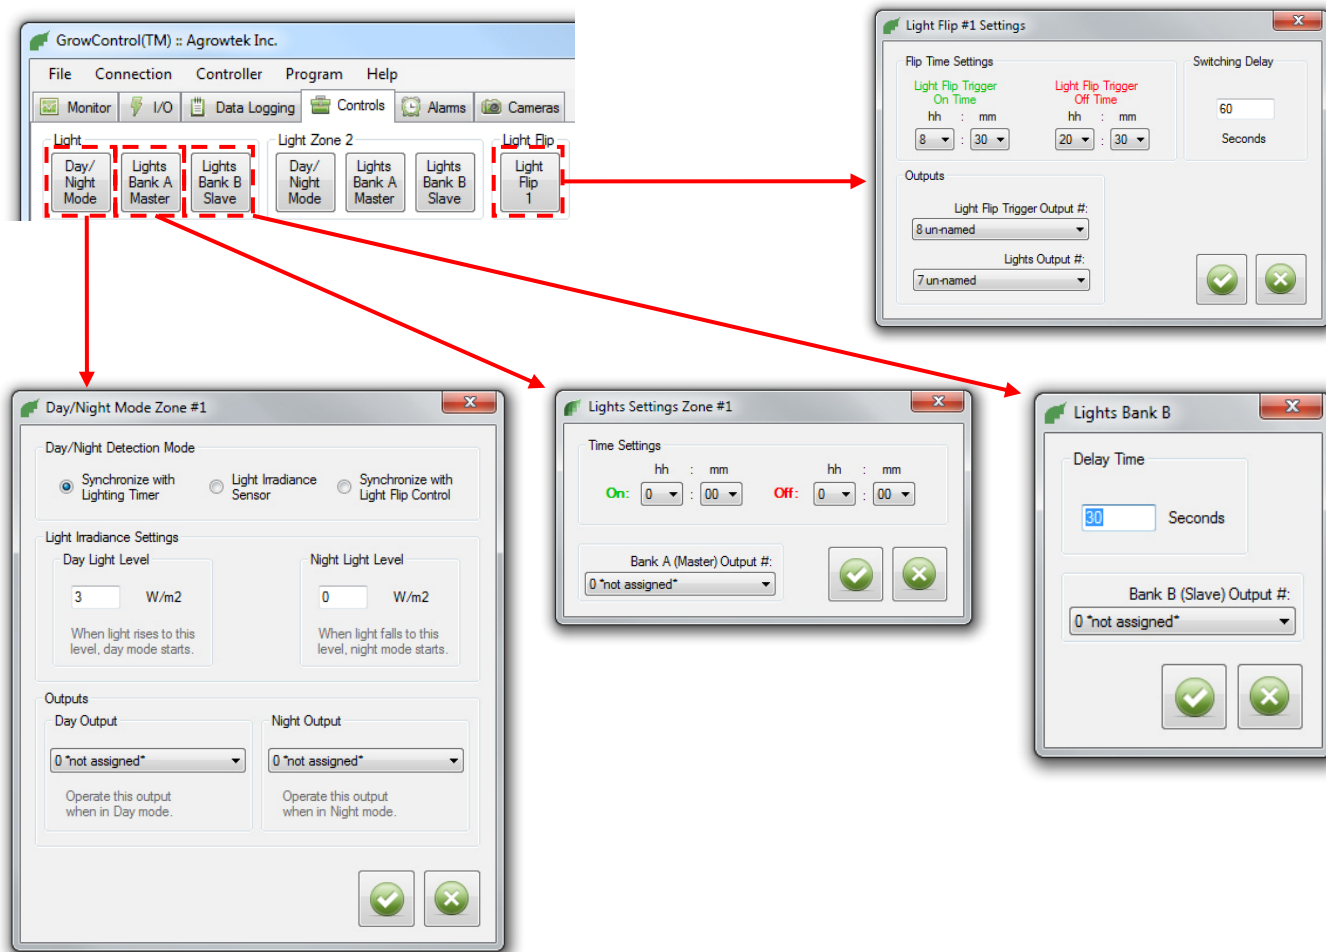 GrowControl(TM) :: Agrowtek Inc.
File Connection Controller Program Help
Monitor I/O Data Logging Controls Alarms Cameras
Light Light Zone 2 Light Flip
Day/ Lights Lights Day/ Lights Lights Light
Night Bank A Bank B Night Bank A Bank B Flip
Mode Master Slave Mode Master Slave 1
Light Flip #1 Settings
Flip Time Settings Switching Delay
Light Flip Trigger Light Flip Trigger
On Time Off Time
hh : mm hh : mm 60
8 : 30 20 : 30 Seconds
Outputs
Light Flip Trigger Output #:
8 un-named
Lights Output #:
7 un-named
Day/Night Mode Zone #1
Day/Night Detection Mode
Synchronize with Light Irradiance Synchronize with
Lighting Timer Sensor Light Flip Control
Light Irradiance Settings
Day Light Level Night Light Level
3 W/m2 0 W/m2
When light rises to this When light falls to this
level, day mode starts. level, night mode starts.
Outputs
Day Output Night Output
0 *not assigned* 0 *not assigned*
Operate this output Operate this output
when in Day mode. when in Night mode.
Lights Settings Zone #1
Time Settings
hh : mm hh : mm
On: 0 : 00 Off: 0 : 00
Bank A (Master) Output #:
0 *not assigned*
Lights Bank B
Delay Time
30 Seconds
Bank B (Slave) Output #:
0 *not assigned*